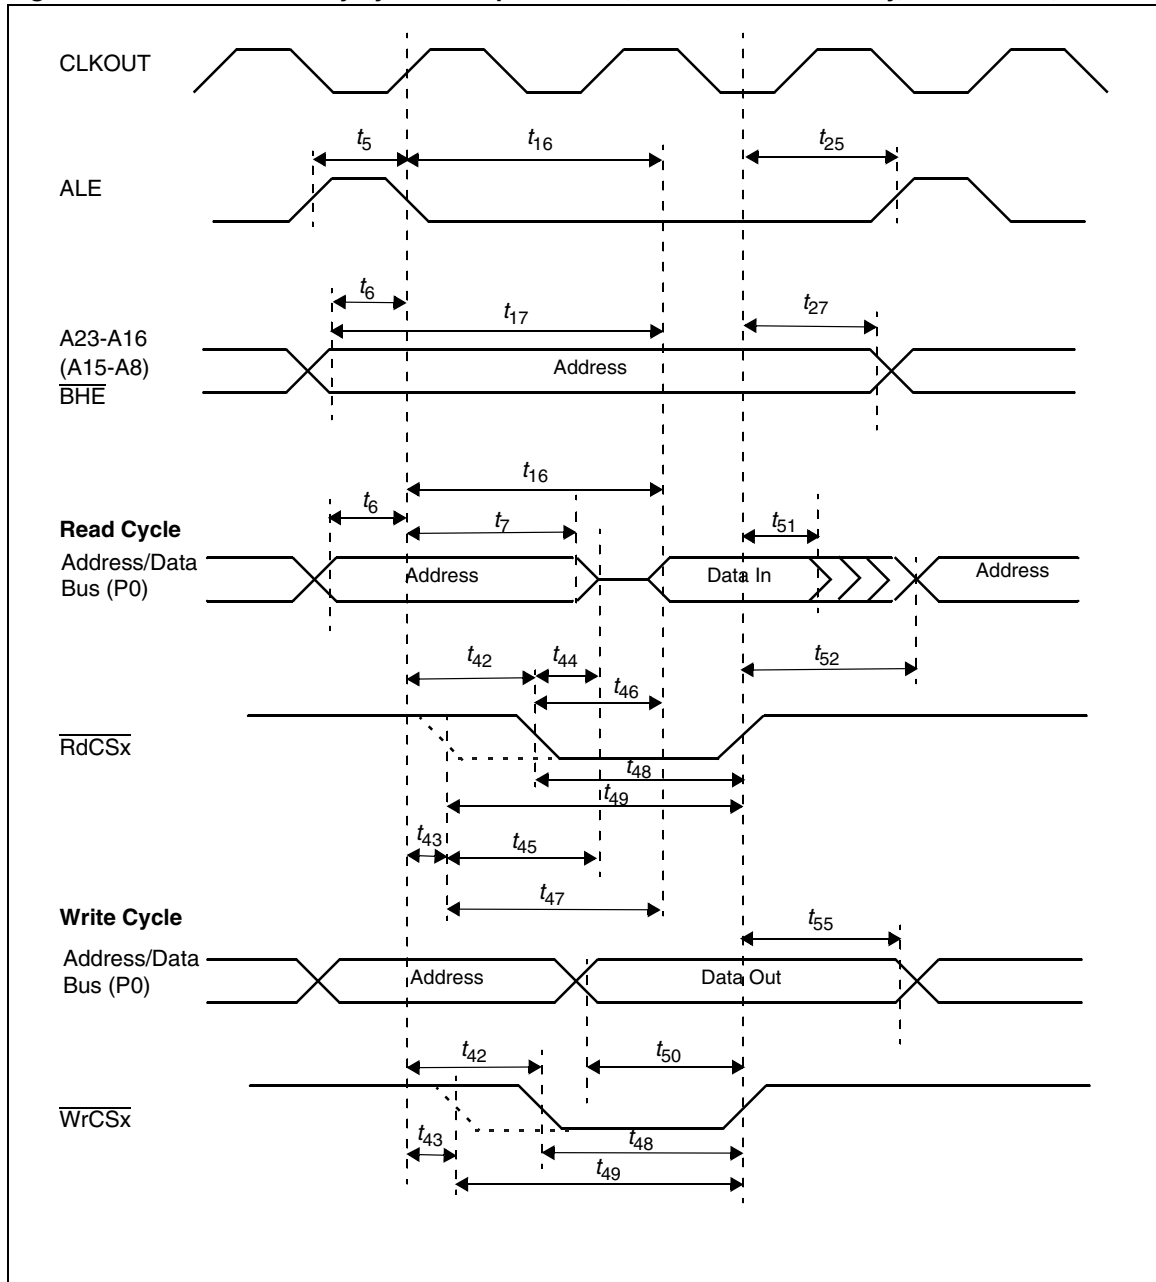 CLKOUT
t5
t16
t25
ALE
t6
t17
t27
A23-A16
(A15-A8)
BHE
Address
t16
t6
t7
t51
Read Cycle
Address/Data
Bus (P0)
Address
Data In
Address
t42
t44
t52
t46
RdCSx
t48
t49
t43
t45
t47
Write Cycle
t55
Address/Data
Bus (P0)
Address
Data Out
t42
t50
WrCSx
t43
t48
t49